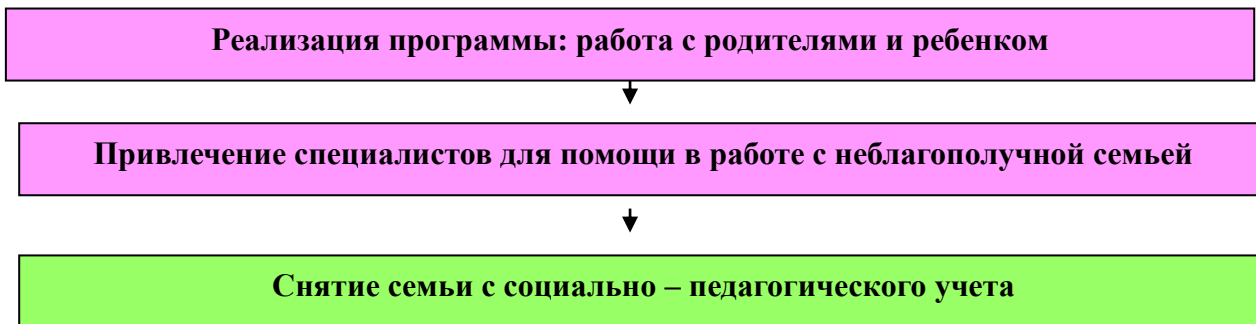 Реализация программы: работа с родителями и ребенком
Привлечение специалистов для помощи в работе с неблагополучной семьей
Снятие семьи с социально – педагогического учета